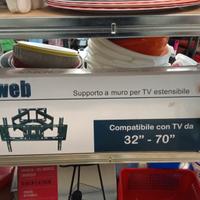 web
Supporto a muro per TV estensibile
Compatibile con TV da
32" - 70"